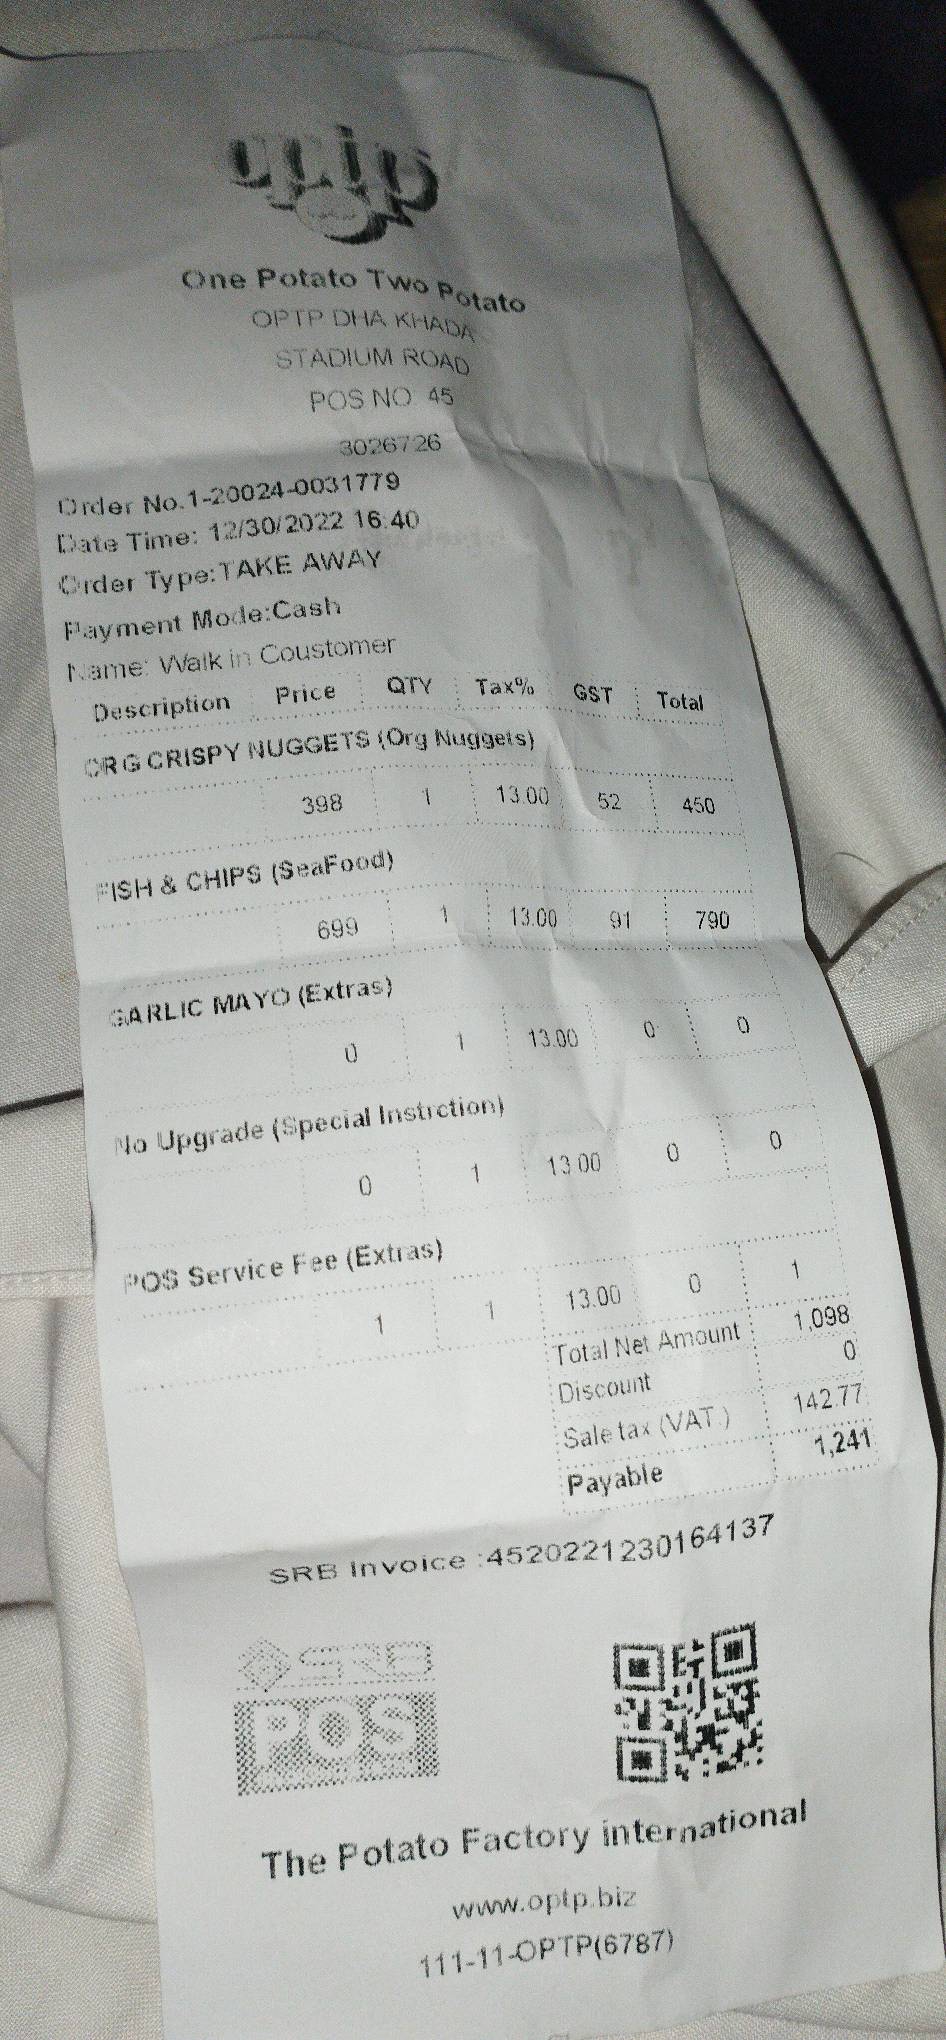 optp
One Potato Two Potato
OPTP DHA KHADA
STADIUM ROAD
POS NO. 45
3026726
Order No.1-20024-0031779
Date Time: 12/30/2022 16:40
Order Type:TAKE AWAY
Payment Mode:Cash
Name: Walk in Coustomer
Description Price QTY Tax% GST Total
ORG CRISPY NUGGETS (Org Nuggets)
398 1 13.00 52 450
FISH & CHIPS (SeaFood)
699 1 13.00 91 790
GARLIC MAYO (Extras)
0 1 13.00 0 0
No Upgrade (Special Instrction)
0 1 13.00 0 0
POS Service Fee (Extras)
1 1 13.00 0 1
Total Net Amount 1,098
Discount 0
Sale tax (VAT.) 142.77
Payable 1,241
SRB Invoice :4520221230164137
SRB
POS
The Potato Factory international
www.optp.biz
111-11-OPTP(6787)